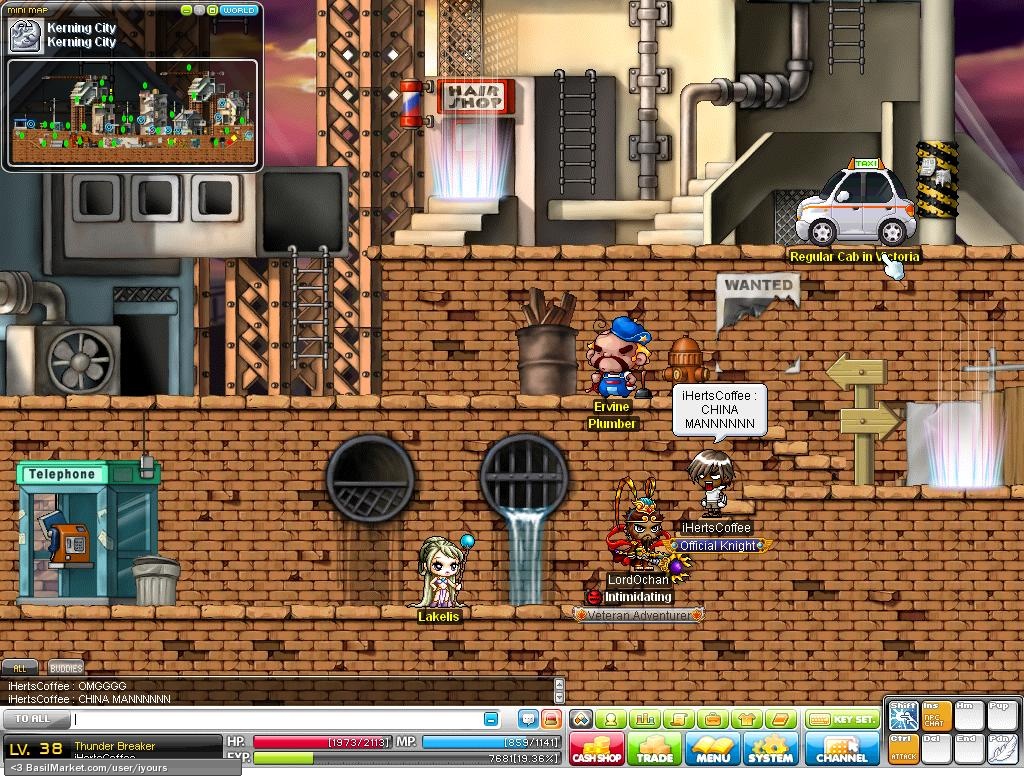 MINI MAP
WORLD
Kerning City
Kerning City
HAIR
SHOP
TAXI
Regular Cab in Victoria
WANTED
Ervine
Plumber
iHertsCoffee :
CHINA
MANNNNNN
Telephone
iHertsCoffee
Official Knight
LordOchan
Intimidating
Veteran Adventurer
Lakelis
ALL
BUDDIES
iHertsCoffee : OMGGGG
iHertsCoffee : CHINA MANNNNNN
TO ALL
KEY SET.
Shift
Ins
Hm
Pup
NPC
CHAT
Ctrl
Del
End
Pdn
ATTACK
LV. 38
Thunder Breaker
iHertsCoffee
HP. [1973/2113] MP. [859/1141]
EXP. 7681[19.36%]
CASH SHOP
TRADE
MENU
SYSTEM
CHANNEL
<3 BasilMarket.com/user/iyours